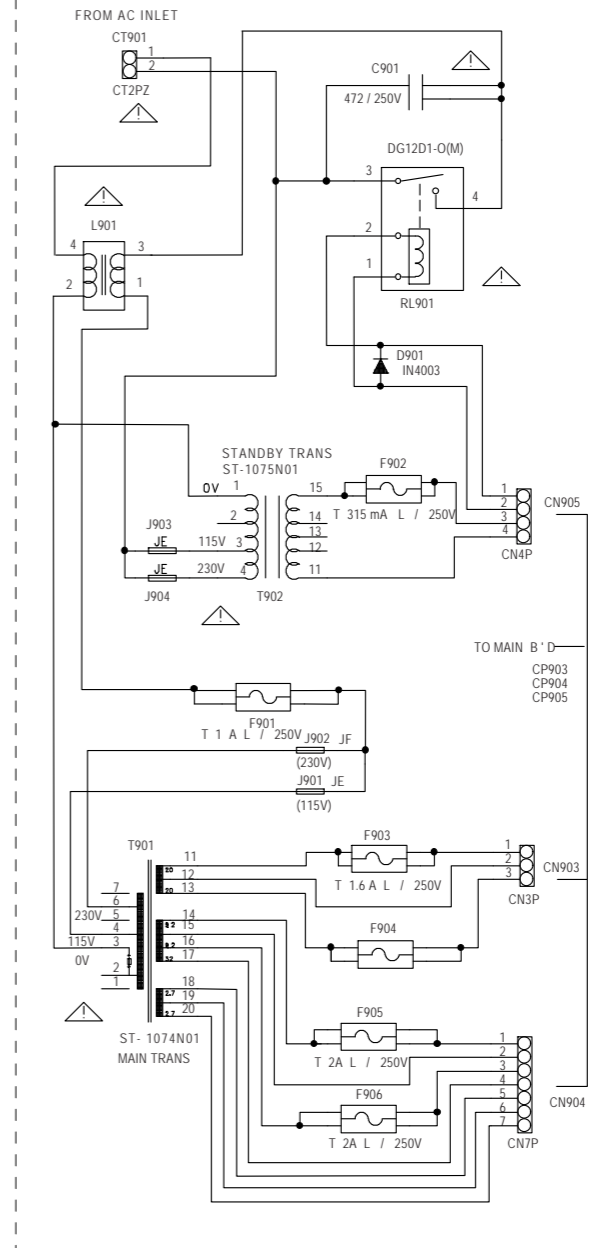 FROM AC INLET
CT901
1
2
CT2PZ
C901
472 / 250V
DG12D1-O(M)
3
4
2
1
RL901
L901
4
3
2
1
D901
IN4003
STANDBY TRANS
ST-1075N01
0V
1
15
F902
T 315 mA L / 250V
2
14
13
12
J903
JE
115V
3
JE
230V
4
11
J904
T902
1
2
3
4
CN905
CN4P
TO MAIN B ' D
CP903
CP904
CP905
F901
T 1 A L / 250V
J902 JF
(230V)
J901 JE
(115V)
T901
11
12
13
20
20
F903
T 1.6 A L / 250V
1
2
3
CN903
CN3P
F904
7
6
230V
5
4
115V
3
0V
2
1
14
15
16
17
18
19
20
2.7
2.7
ST- 1074N01
MAIN TRANS
F905
T 2A L / 250V
F906
T 2A L / 250V
1
2
3
4
5
6
7
CN904
CN7P